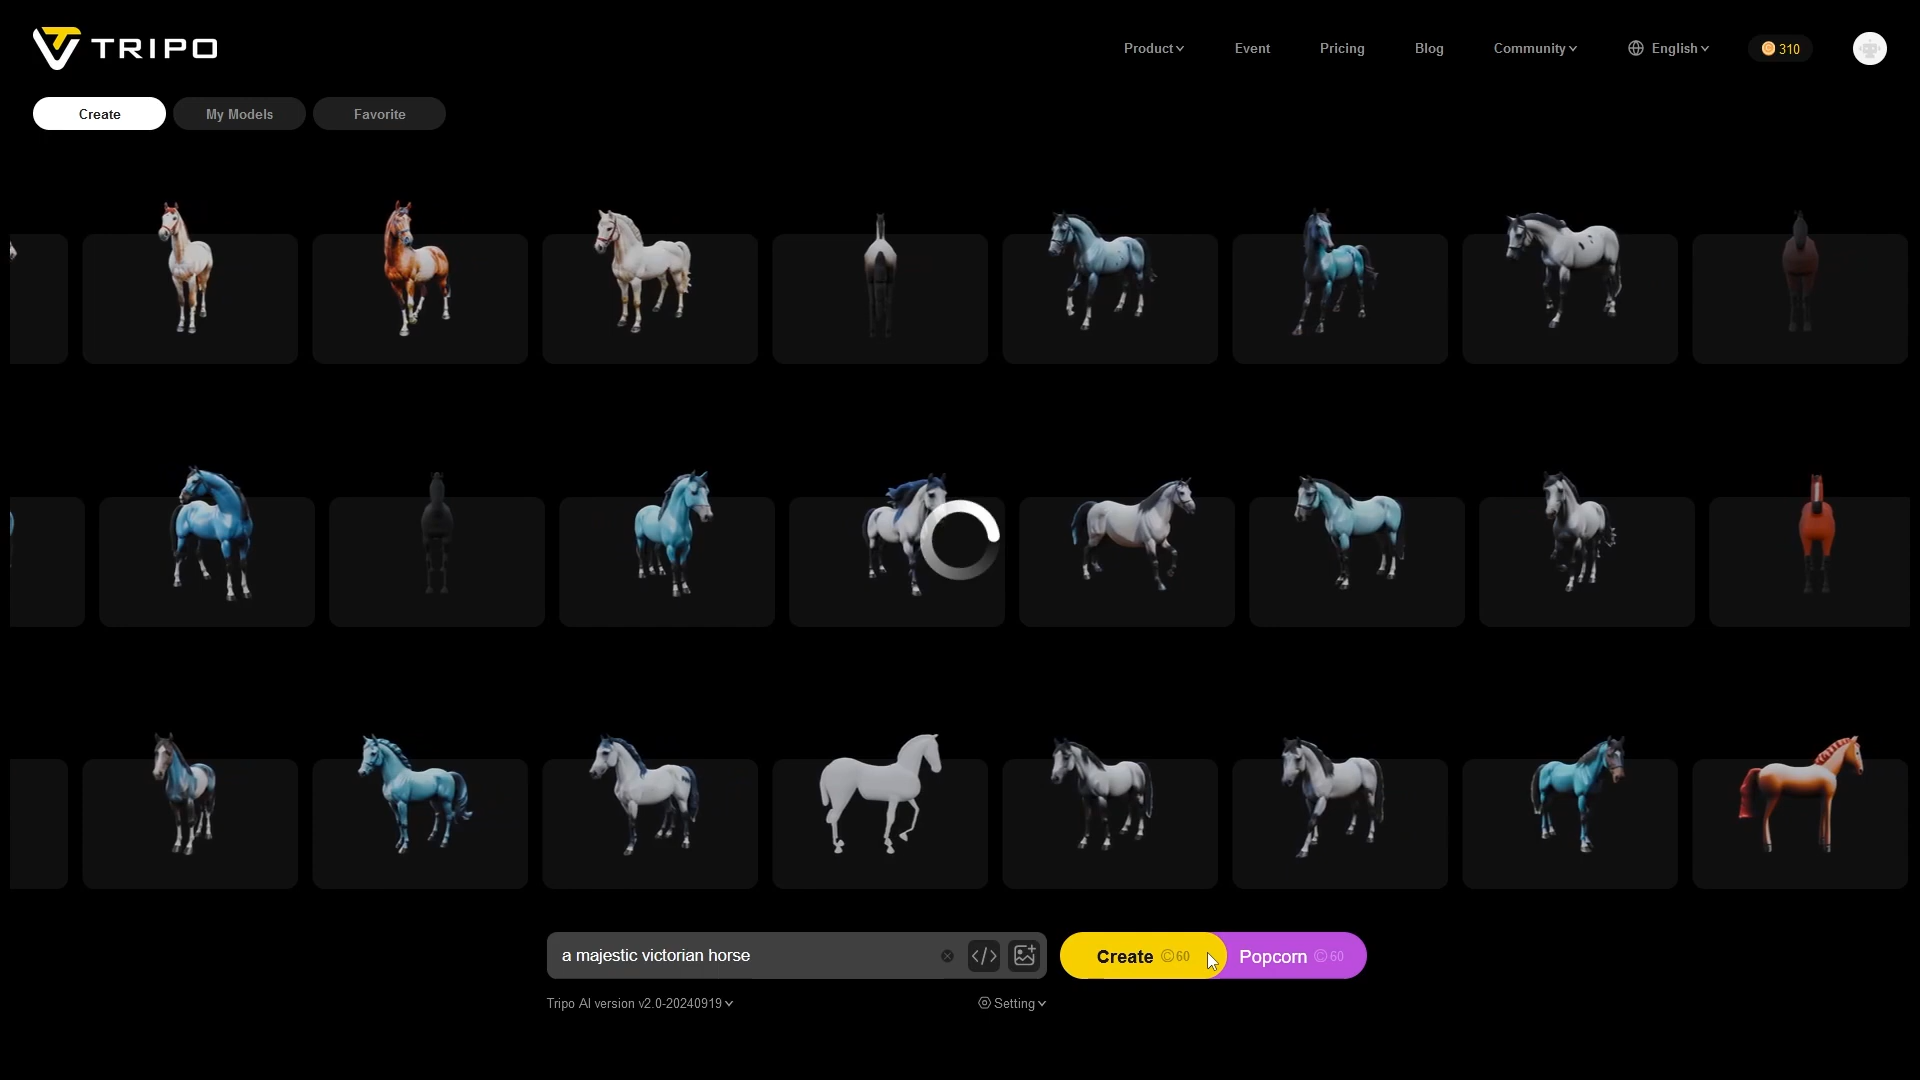 TRIPO
Product
Event
Pricing
Blog
Community
English
310
Create
My Models
Favorite
a majestic victorian horse
</>
Create ©60
Popcorn ©60
Tripo AI version v2.0-20240919
Setting